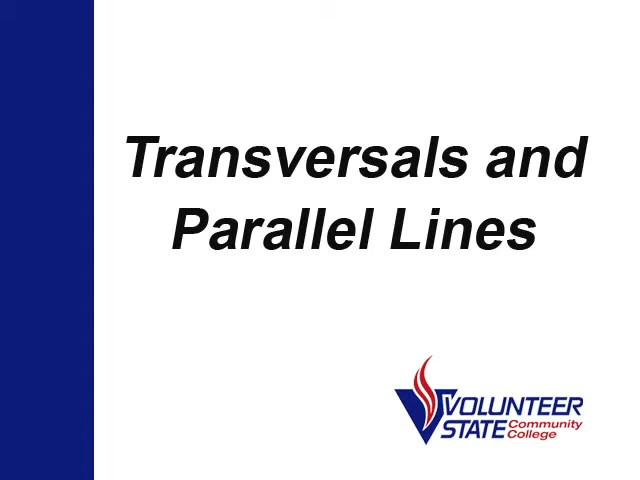 Transversals and
Parallel Lines
VOLUNTEER
STATE Community
College